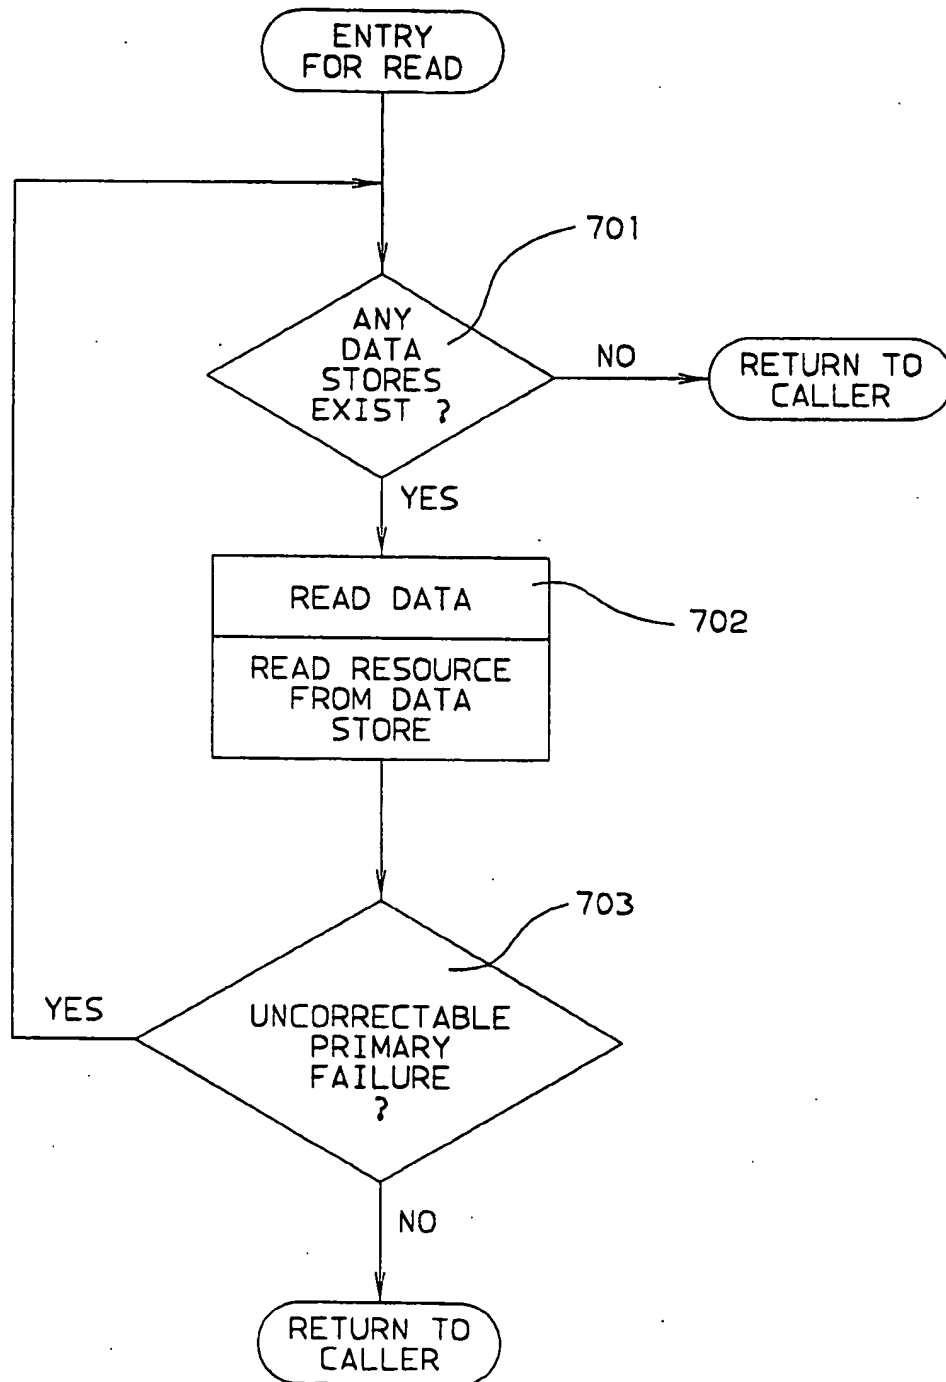 ENTRY
FOR READ
701
ANY
DATA
STORES
EXIST ?
NO
RETURN TO
CALLER
YES
READ DATA
702
READ RESOURCE
FROM DATA
STORE
703
YES
UNCORRECTABLE
PRIMARY
FAILURE
?
NO
RETURN TO
CALLER